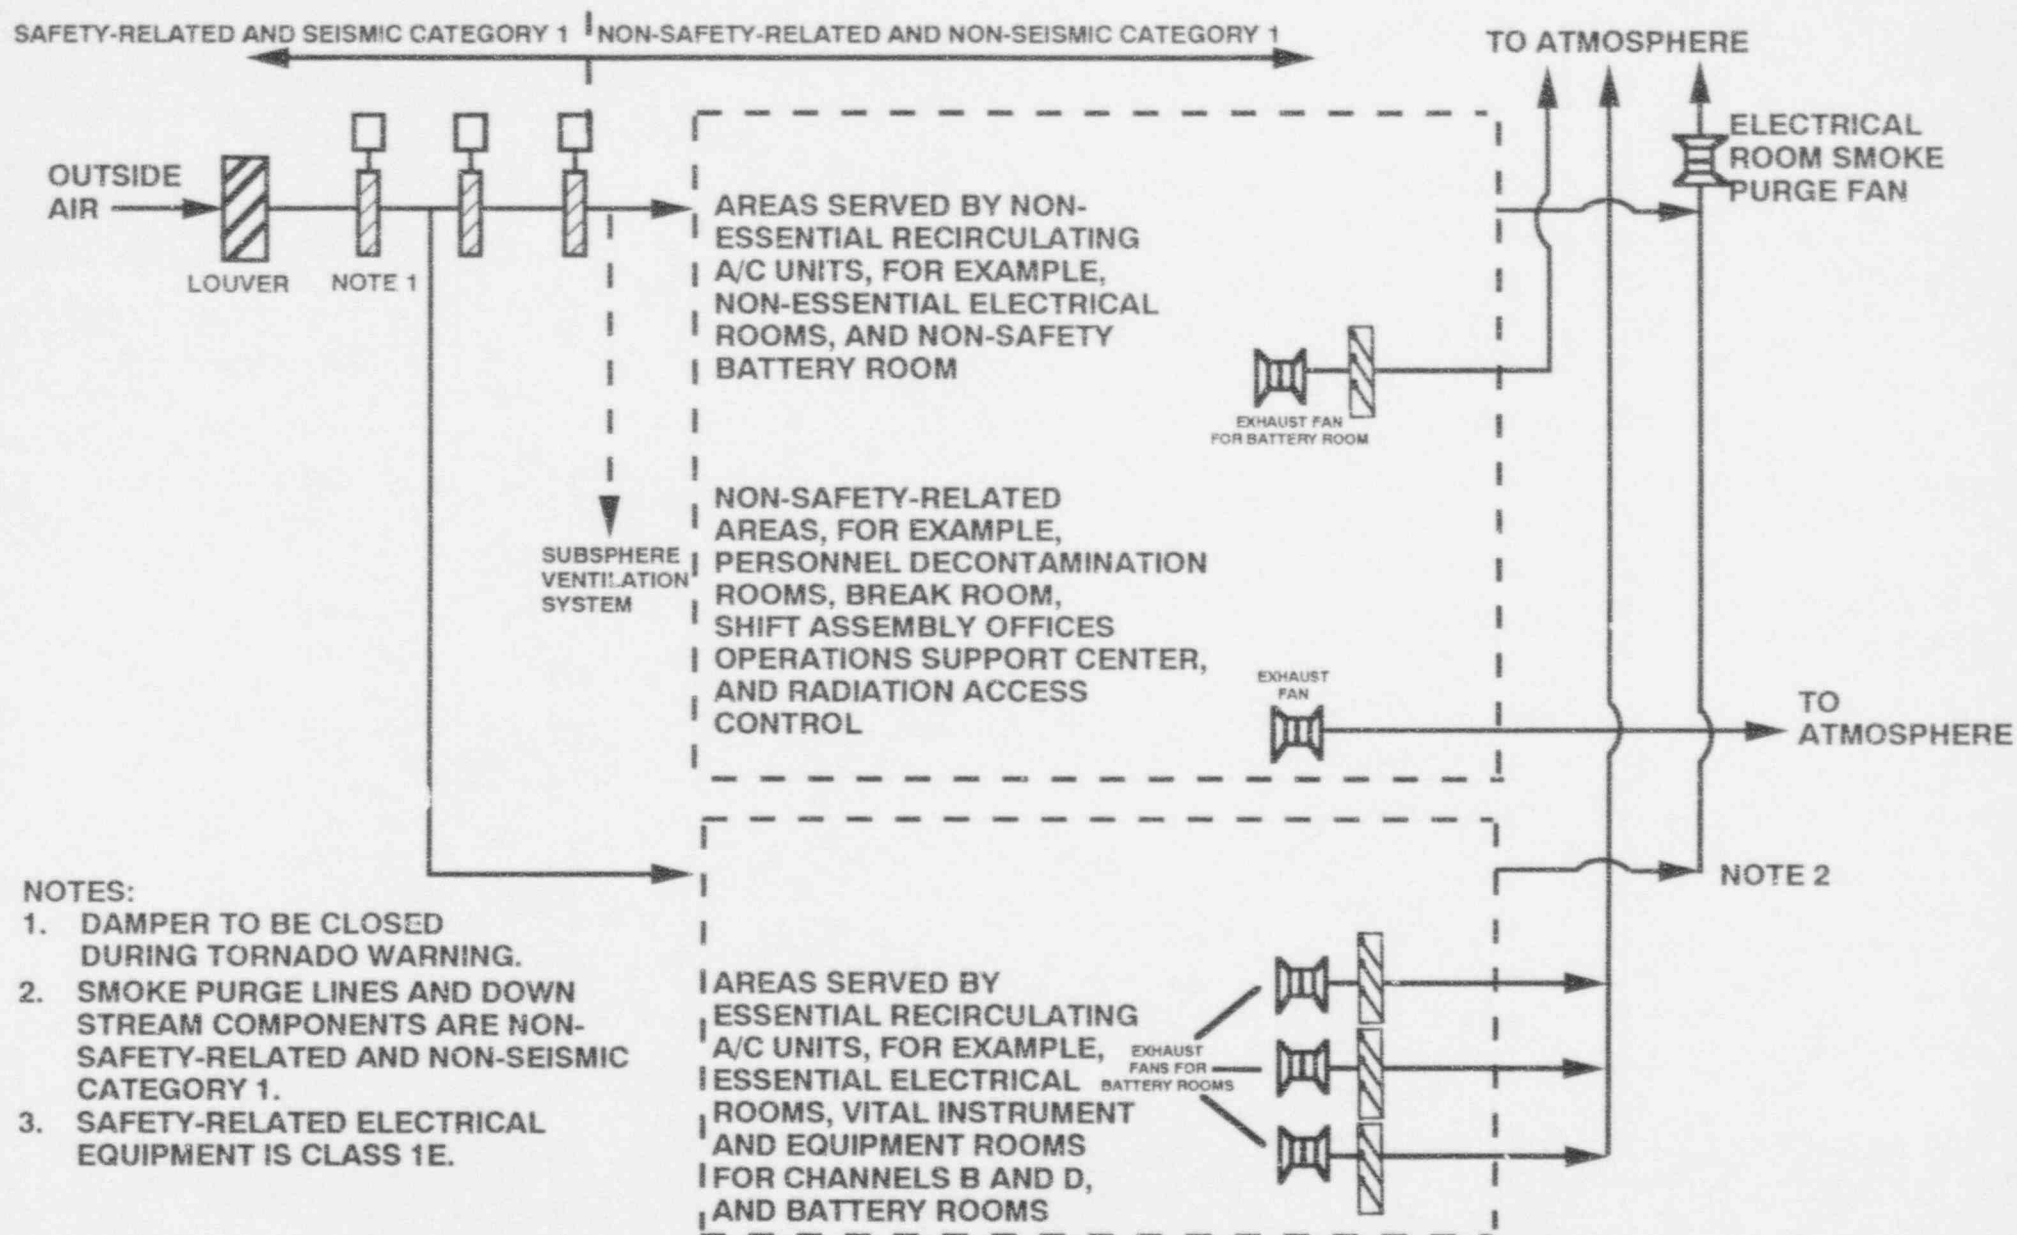 SAFETY-RELATED AND SEISMIC CATEGORY 1
NON-SAFETY-RELATED AND NON-SEISMIC CATEGORY 1
TO ATMOSPHERE
ELECTRICAL
ROOM SMOKE
PURGE FAN
OUTSIDE
AIR
LOUVER
NOTE 1
AREAS SERVED BY NON-
ESSENTIAL RECIRCULATING
A/C UNITS, FOR EXAMPLE,
NON-ESSENTIAL ELECTRICAL
ROOMS, AND NON-SAFETY
BATTERY ROOM
EXHAUST FAN
FOR BATTERY ROOM
SUBSPHERE
VENTILATION
SYSTEM
NON-SAFETY-RELATED
AREAS, FOR EXAMPLE,
PERSONNEL DECONTAMINATION
ROOMS, BREAK ROOM,
SHIFT ASSEMBLY OFFICES
OPERATIONS SUPPORT CENTER,
AND RADIATION ACCESS
CONTROL
EXHAUST
FAN
TO
ATMOSPHERE
NOTE 2
NOTES:
1. DAMPER TO BE CLOSED
DURING TORNADO WARNING.
2. SMOKE PURGE LINES AND DOWN
STREAM COMPONENTS ARE NON-
SAFETY-RELATED AND NON-SEISMIC
CATEGORY 1.
3. SAFETY-RELATED ELECTRICAL
EQUIPMENT IS CLASS 1E.
AREAS SERVED BY
ESSENTIAL RECIRCULATING
A/C UNITS, FOR EXAMPLE,
ESSENTIAL ELECTRICAL
ROOMS, VITAL INSTRUMENT
AND EQUIPMENT ROOMS
FOR CHANNELS B AND D,
AND BATTERY ROOMS
EXHAUST
FANS FOR
BATTERY ROOMS